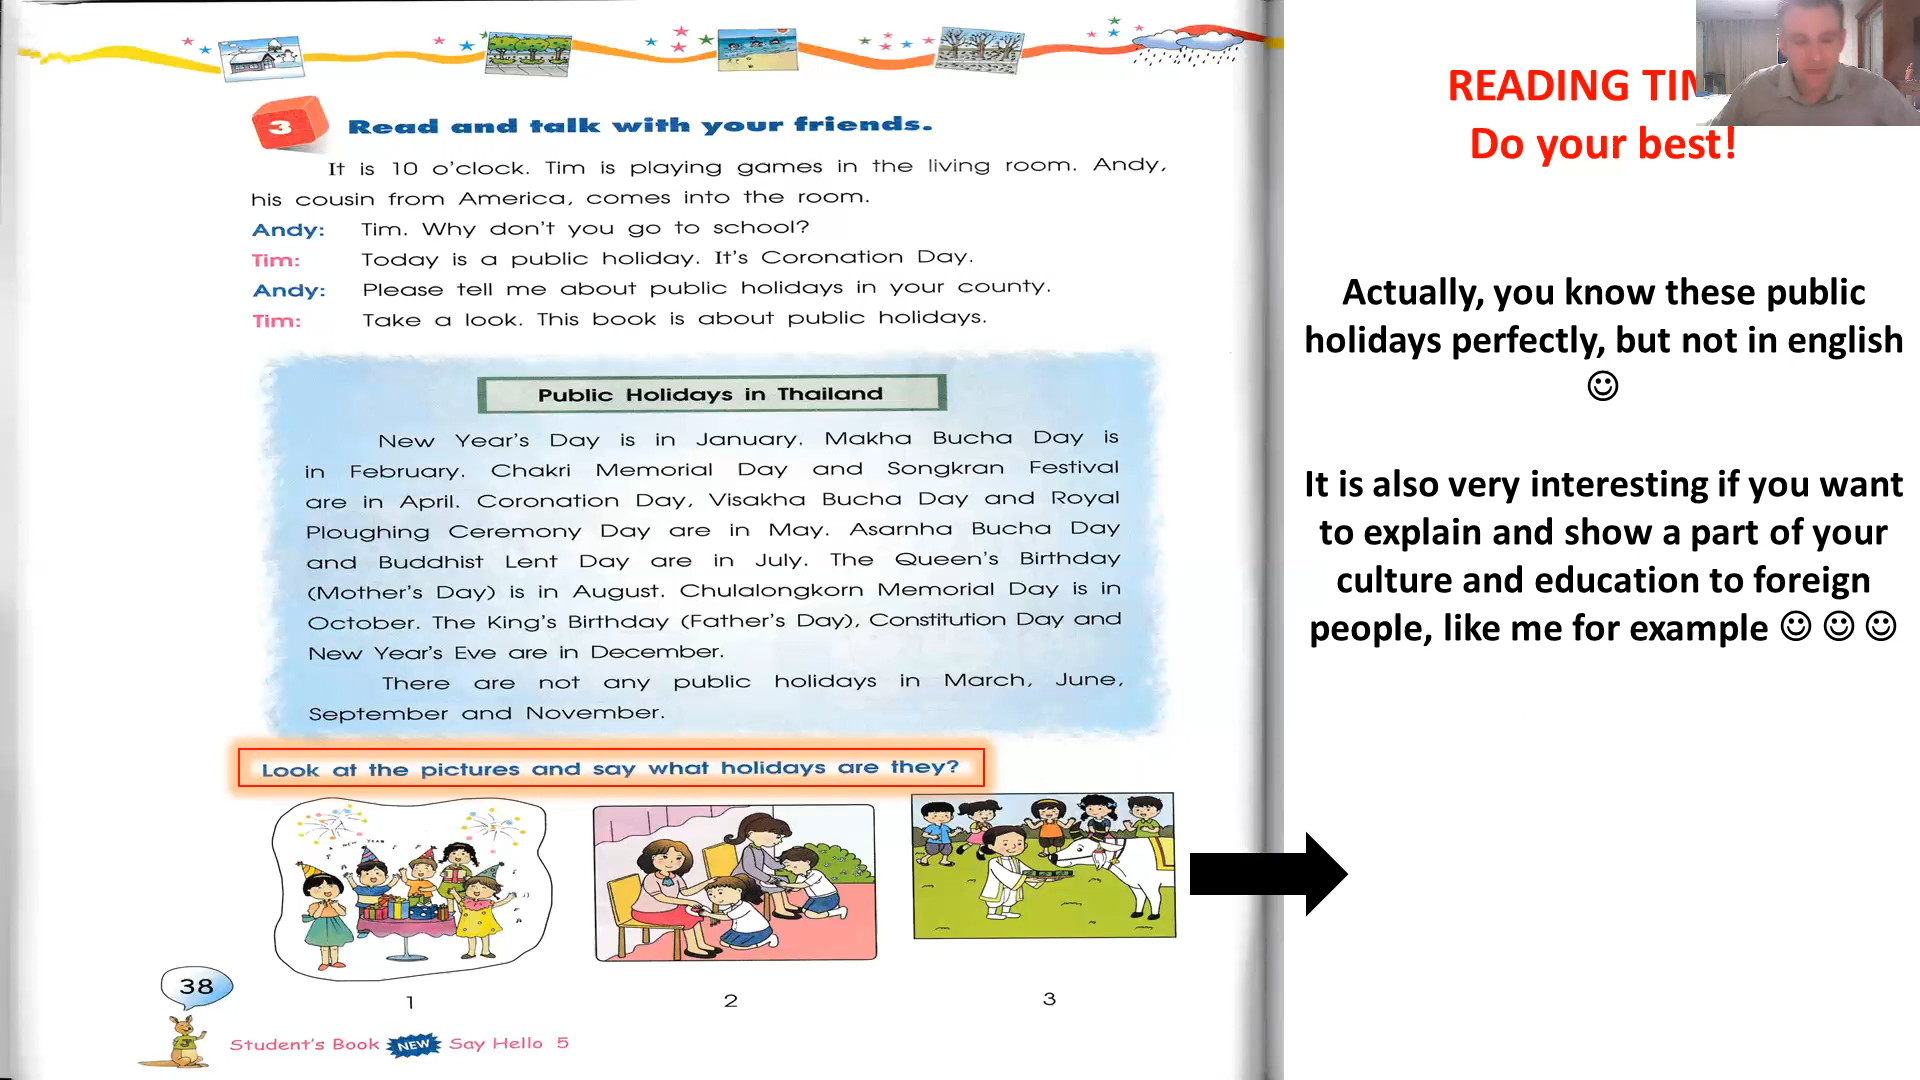 3 Read and talk with your friends.
It is 10 o'clock. Tim is playing games in the living room. Andy,
his cousin from America, comes into the room.
Andy: Tim. Why don't you go to school?
Tim: Today is a public holiday. It's Coronation Day.
Andy: Please tell me about public holidays in your county.
Tim: Take a look. This book is about public holidays.
Public Holidays in Thailand
New Year's Day is in January. Makha Bucha Day is
in February. Chakri Memorial Day and Songkran Festival
are in April. Coronation Day, Visakha Bucha Day and Royal
Ploughing Ceremony Day are in May. Asarnha Bucha Day
and Buddhist Lent Day are in July. The Queen's Birthday
(Mother's Day) is in August. Chulalongkorn Memorial Day is in
October. The King's Birthday (Father's Day), Constitution Day and
New Year's Eve are in December.
There are not any public holidays in March, June,
September and November.
Look at the pictures and say what holidays are they?
NEW YEAR
1
2
3
38
Student's Book NEW Say Hello 5
READING
Do your best!
Actually, you know these public
holidays perfectly, but not in english
☺
It is also very interesting if you want
to explain and show a part of your
culture and education to foreign
people, like me for example ☺ ☺ ☺